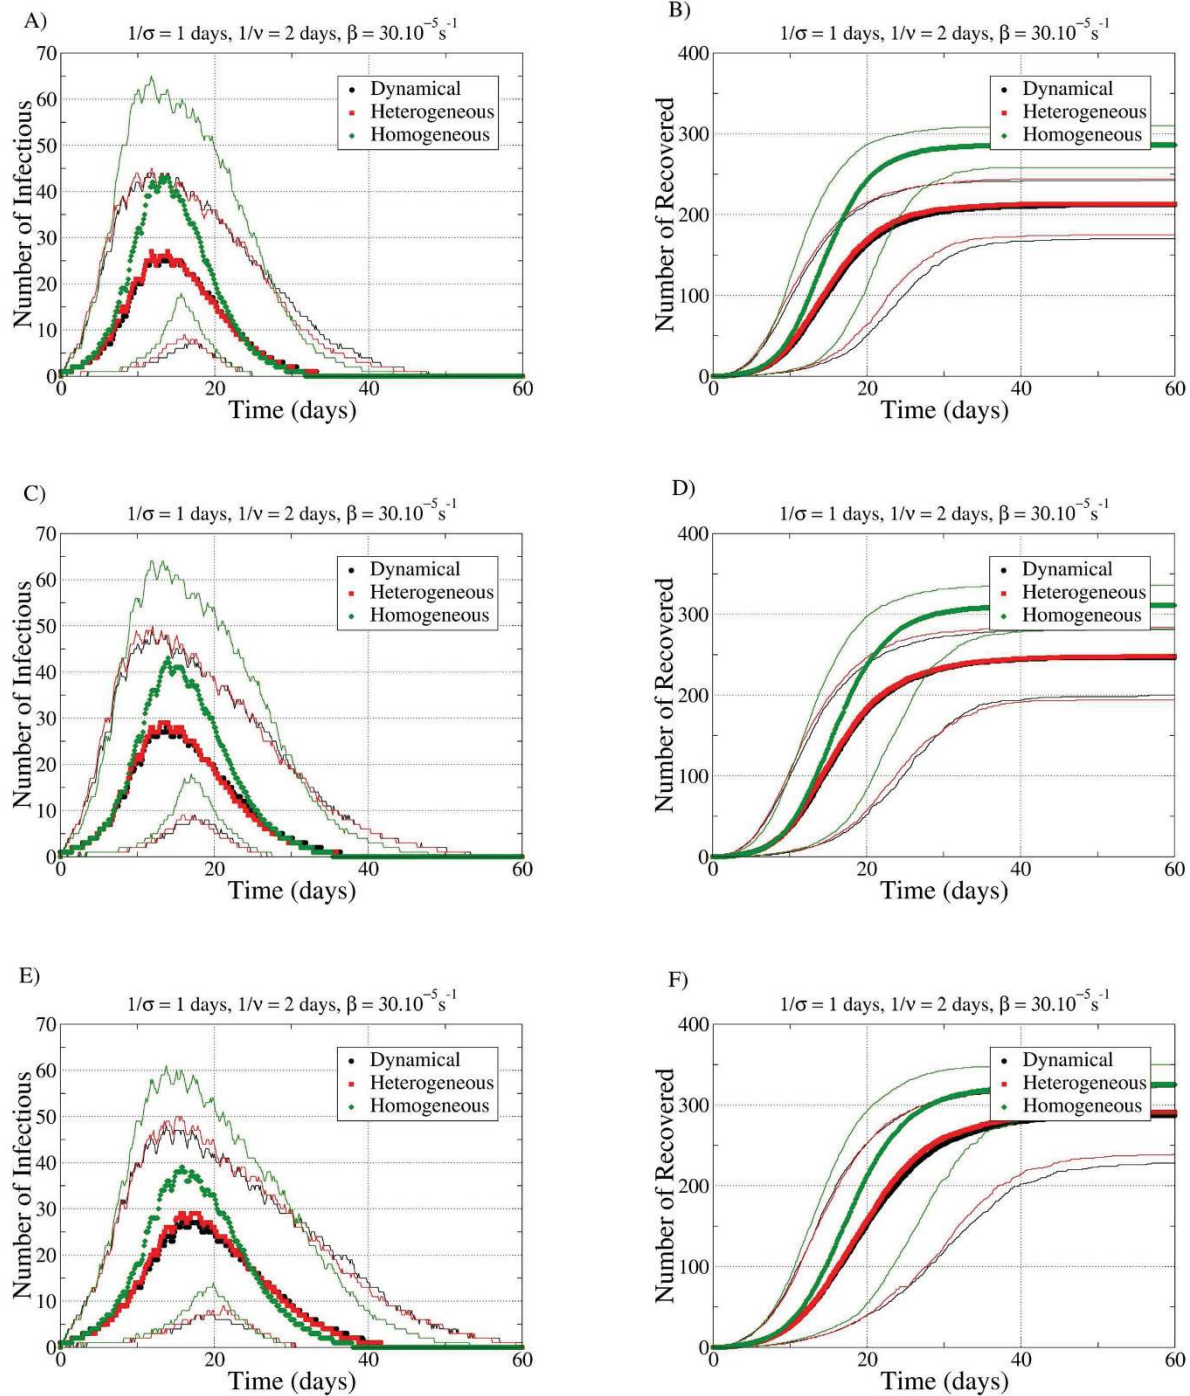 A)
1/σ = 1 days, 1/ν = 2 days, β = 30.10⁻⁵s⁻¹
70
60
50
40
30
20
10
0
Number of Infectious
Dynamical
Heterogeneous
Homogeneous
0 20 40 60
Time (days)
B)
1/σ = 1 days, 1/ν = 2 days, β = 30.10⁻⁵s⁻¹
400
300
200
100
0
Number of Recovered
Dynamical
Heterogeneous
Homogeneous
0 20 40 60
Time (days)
C)
1/σ = 1 days, 1/ν = 2 days, β = 30.10⁻⁵s⁻¹
70
60
50
40
30
20
10
0
Number of Infectious
Dynamical
Heterogeneous
Homogeneous
0 20 40 60
Time (days)
D)
1/σ = 1 days, 1/ν = 2 days, β = 30.10⁻⁵s⁻¹
400
300
200
100
0
Number of Recovered
Dynamical
Heterogeneous
Homogeneous
0 20 40 60
Time (days)
E)
1/σ = 1 days, 1/ν = 2 days, β = 30.10⁻⁵s⁻¹
70
60
50
40
30
20
10
0
Number of Infectious
Dynamical
Heterogeneous
Homogeneous
0 20 40 60
Time (days)
F)
1/σ = 1 days, 1/ν = 2 days, β = 30.10⁻⁵s⁻¹
400
300
200
100
0
Number of Recovered
Dynamical
Heterogeneous
Homogeneous
0 20 40 60
Time (days)